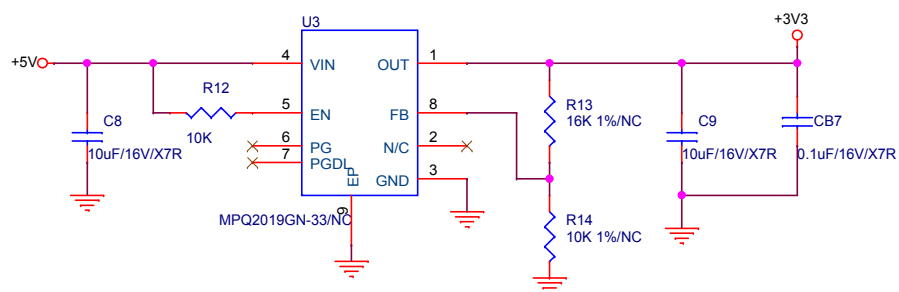 U3
+3V3
+5V
4
VIN
OUT
1
R12
5
EN
FB
8
R13
16K 1%/NC
C8
10K
6
PG
N/C
2
C9
CB7
10uF/16V/X7R
7
PGDL
10uF/16V/X7R
0.1uF/16V/X7R
EP
GND
3
9
MPQ2019GN-33/NC
R14
10K 1%/NC